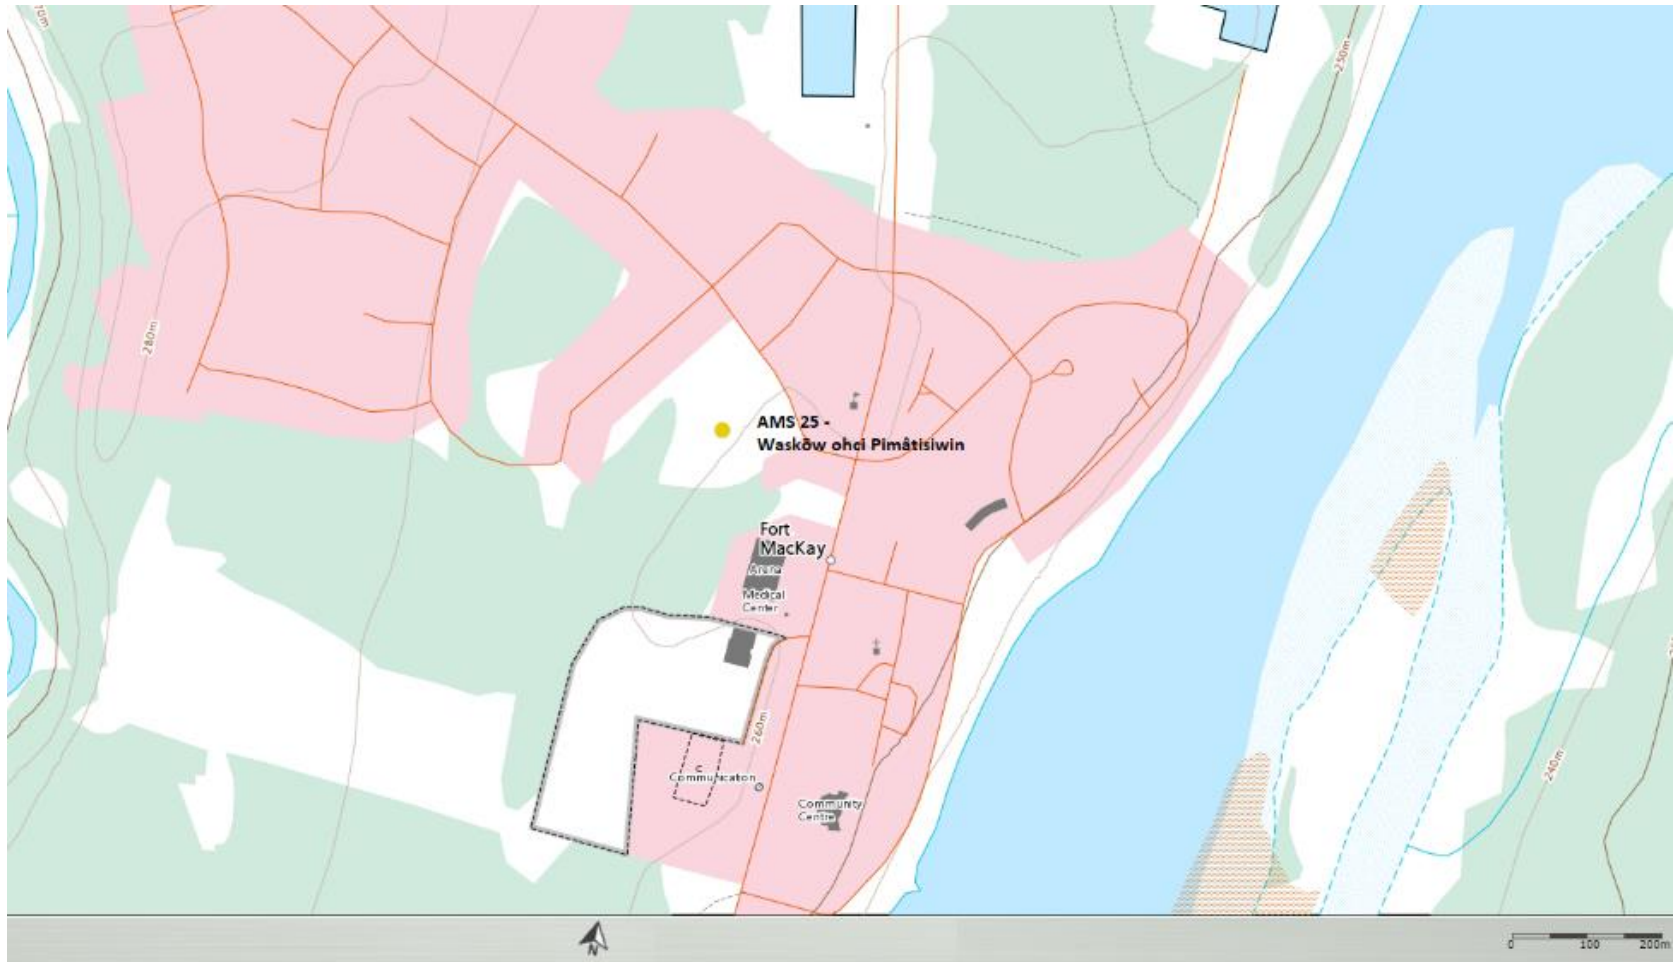 270m
250m
280m
AMS 25 -
Waskōw ohci Pimâtisiwin
Fort
MacKay
Arena
Medical
Center
260m
C
Communication
Community
Centre
240m
N
0 100 200m